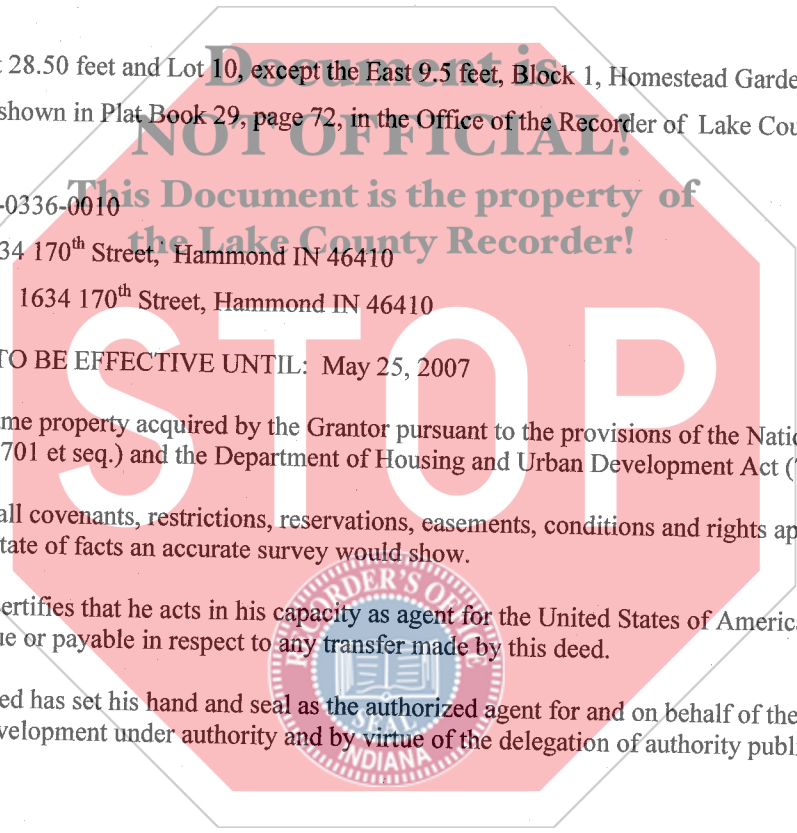 Document is
28.50 feet and Lot 10, except the East 9.5 feet, Block 1, Homestead Garde
shown in Plat Book 29, page 72, in the Office of the Recorder of Lake Cou
NOT OFFICIAL!
This Document is the property of
-0336-0010
the Lake County Recorder!
34 170th Street, Hammond IN 46410
1634 170th Street, Hammond IN 46410
STOP
TO BE EFFECTIVE UNTIL: May 25, 2007
me property acquired by the Grantor pursuant to the provisions of the Natio
701 et seq.) and the Department of Housing and Urban Development Act (
all covenants, restrictions, reservations, easements, conditions and rights ap
tate of facts an accurate survey would show.
ertifies that he acts in his capacity as agent for the United States of America
ue or payable in respect to any transfer made by this deed.
ed has set his hand and seal as the authorized agent for and on behalf of the
velopment under authority and by virtue of the delegation of authority publi
RECORDER'S OFFICE
SEAL
INDIANA